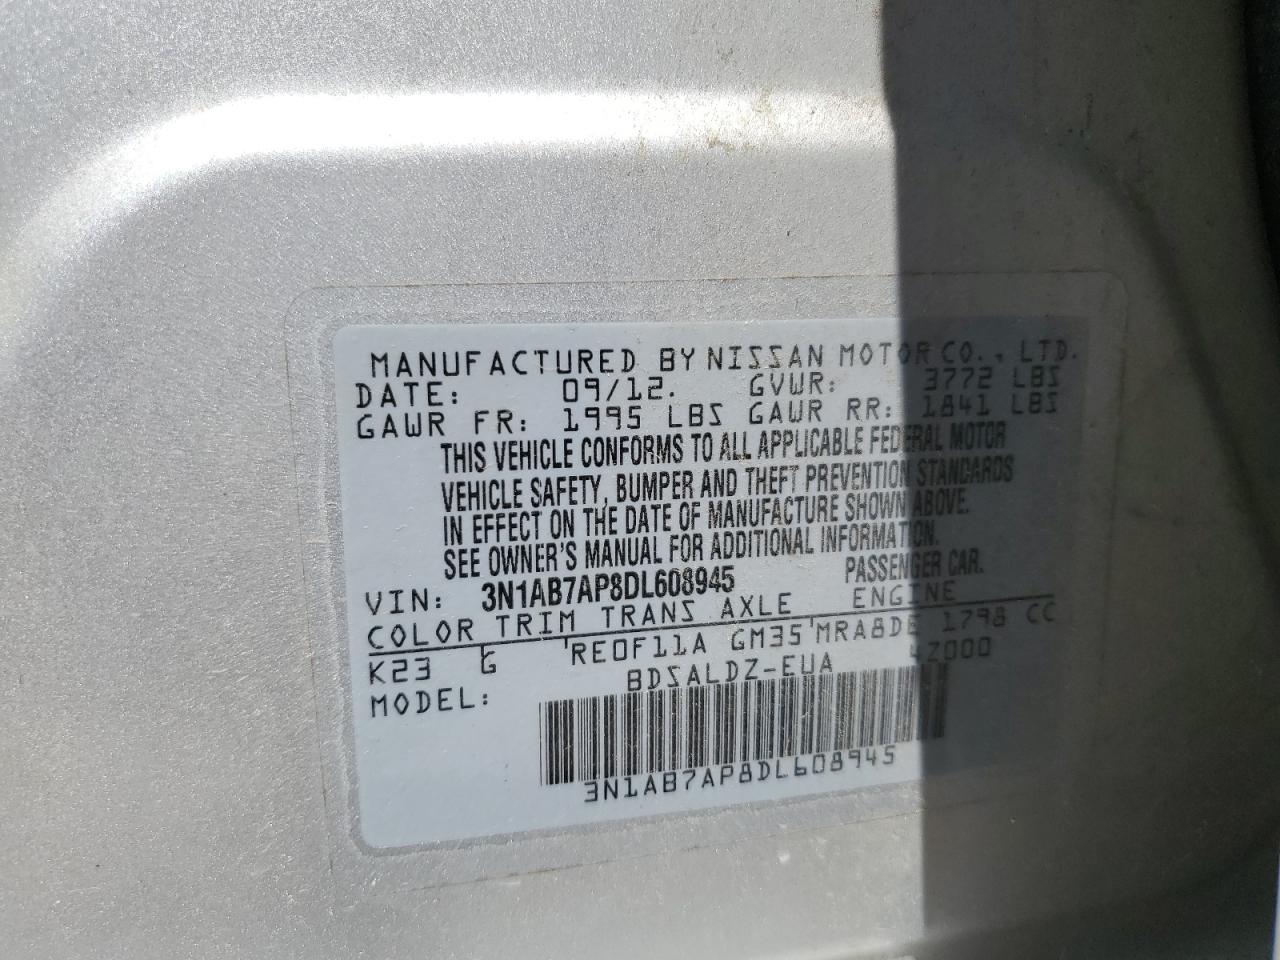 MANUFACTURED BY NISSAN MOTOR CO., LTD.
DATE: 09/12. GVWR: 3772 LBS
GAWR FR: 1995 LBS GAWR RR: 1841 LBS
THIS VEHICLE CONFORMS TO ALL APPLICABLE FEDERAL MOTOR
VEHICLE SAFETY, BUMPER AND THEFT PREVENTION STANDARDS
IN EFFECT ON THE DATE OF MANUFACTURE SHOWN ABOVE.
SEE OWNER'S MANUAL FOR ADDITIONAL INFORMATION.
VIN: 3N1AB7AP8DL608945 PASSENGER CAR.
COLOR TRIM TRANS AXLE ENGINE
K23 G RE0F11A GM35 MRA8DE 1798 CC
MODEL: BDSALDZ-EUA 4Z000
3N1AB7AP8DL608945